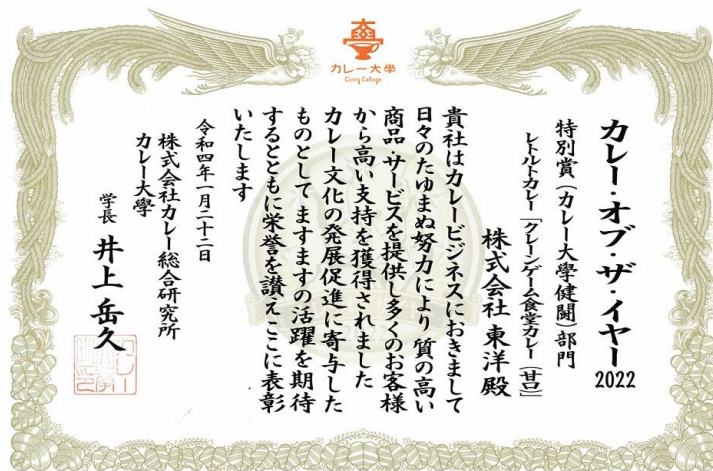 カレー大學
Curry College
カレー・オブ・ザ・イヤー2022
特別賞(カレー大學健闘)部門
レトルトカレー「クレーンゲーム食堂カレー(甘口)」
株式会社 東洋殿
貴社はカレービジネスにおきまして
日々のたゆまぬ努力により 質の高い
商品 サービスを提供し多くのお客様
から高い支持を獲得されました
カレー文化の発展促進に寄与した
ものとして ますますの活躍を期待
するとともに栄誉を讃えここに表彰
いたします
令和四年一月二十二日
株式会社カレー総合研究所
カレー大學
学長 井上 岳久